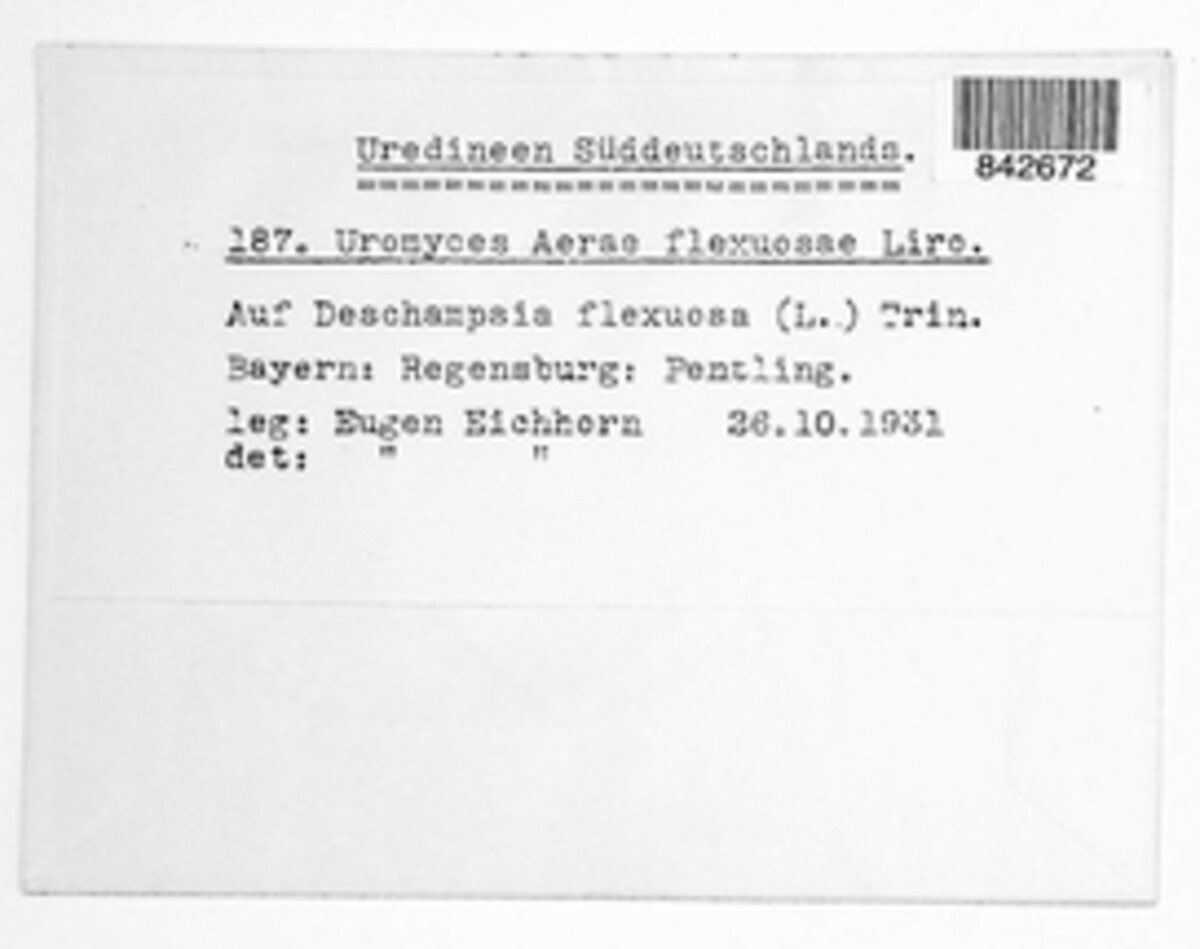 Uredineen Süddeutschlands.
842672
187. Uromyces Aerae flexuosae Liro.
Auf Deschampsia flexuosa (L.) Trin.
Bayern: Regensburg: Pentling.
leg: Eugen Eichhorn 26.10.1931
det: " "